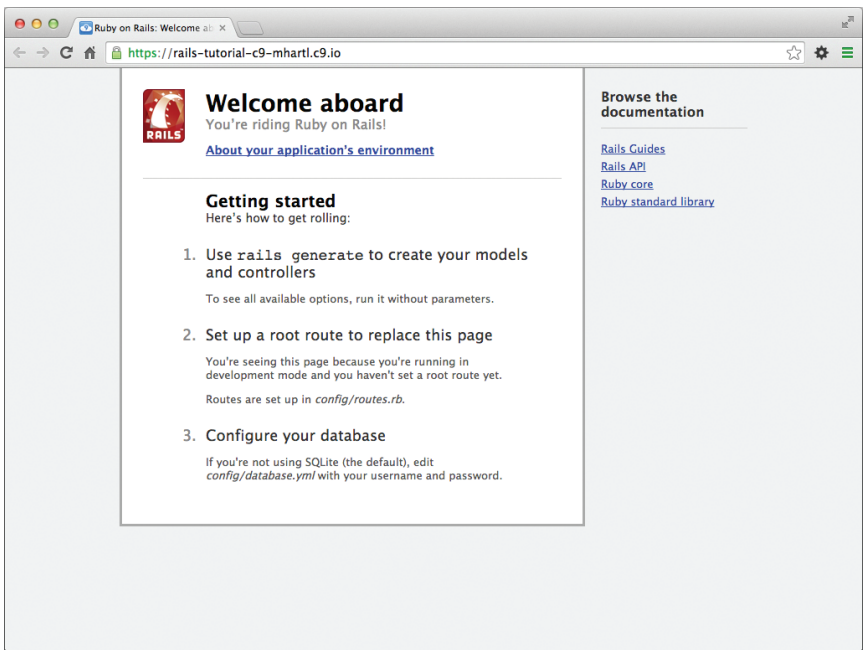 Ruby on Rails: Welcome ab
https://rails-tutorial-c9-mhartl.c9.io
RAILS
Welcome aboard
You're riding Ruby on Rails!
About your application's environment
Getting started
Here's how to get rolling:
1. Use rails generate to create your models
and controllers
To see all available options, run it without parameters.
2. Set up a root route to replace this page
You're seeing this page because you're running in
development mode and you haven't set a root route yet.
Routes are set up in config/routes.rb.
3. Configure your database
If you're not using SQLite (the default), edit
config/database.yml with your username and password.
Browse the
documentation
Rails Guides
Rails API
Ruby core
Ruby standard library